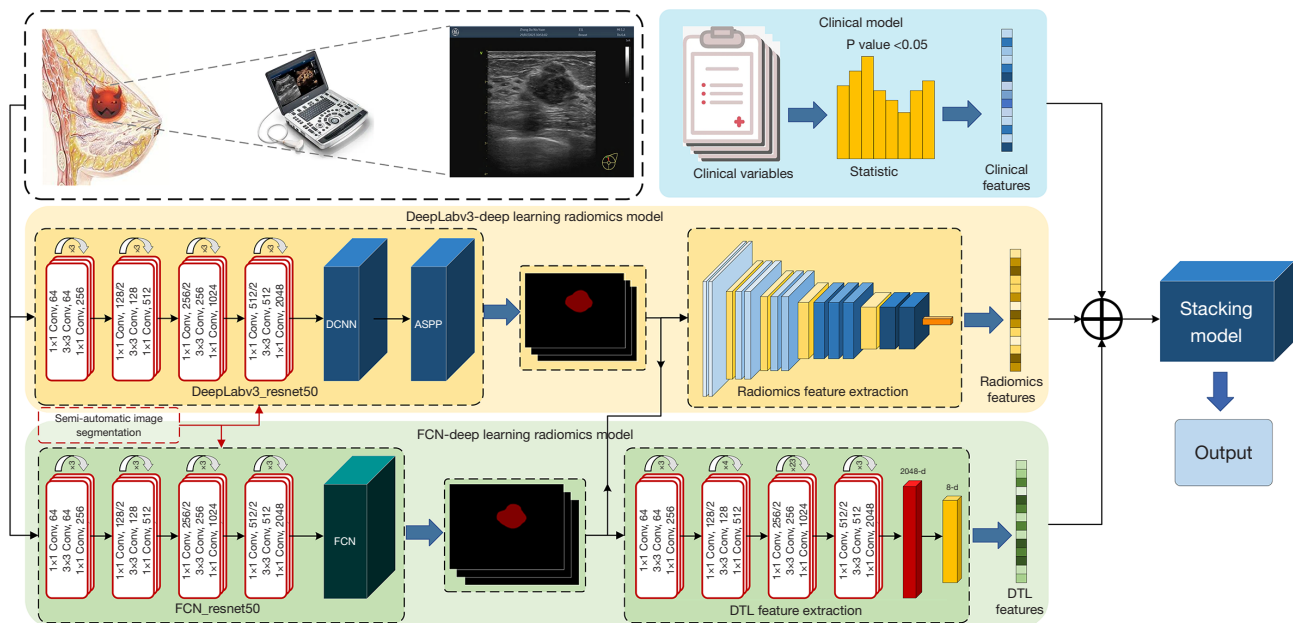 Clinical model
P value <0.05
Clinical variables
Statistic
Clinical
features
DeepLabv3-deep learning radiomics model
×3
×3
×3
×3
1×1 Conv, 64
3×3 Conv, 64
1×1 Conv, 256
1×1 Conv, 128/2
3×3 Conv, 128
1×1 Conv, 512
1×1 Conv, 256/2
3×3 Conv, 256
1×1 Conv, 1024
1×1 Conv, 512/2
3×3 Conv, 512
1×1 Conv, 2048
DCNN
ASPP
DeepLabv3_resnet50
Radiomics feature extraction
Radiomics
features
Semi-automatic image
segmentation
FCN-deep learning radiomics model
×3
×3
×3
×3
1×1 Conv, 64
3×3 Conv, 64
1×1 Conv, 256
1×1 Conv, 128/2
3×3 Conv, 128
1×1 Conv, 512
1×1 Conv, 256/2
3×3 Conv, 256
1×1 Conv, 1024
1×1 Conv, 512/2
3×3 Conv, 512
1×1 Conv, 2048
FCN
FCN_resnet50
×3
×4
×23
×3
1×1 Conv, 64
3×3 Conv, 64
1×1 Conv, 256
1×1 Conv, 128/2
3×3 Conv, 128
1×1 Conv, 512
1×1 Conv, 256/2
3×3 Conv, 256
1×1 Conv, 1024
1×1 Conv, 512/2
3×3 Conv, 512
1×1 Conv, 2048
2048-d
8-d
DTL feature extraction
DTL
features
Stacking
model
Output